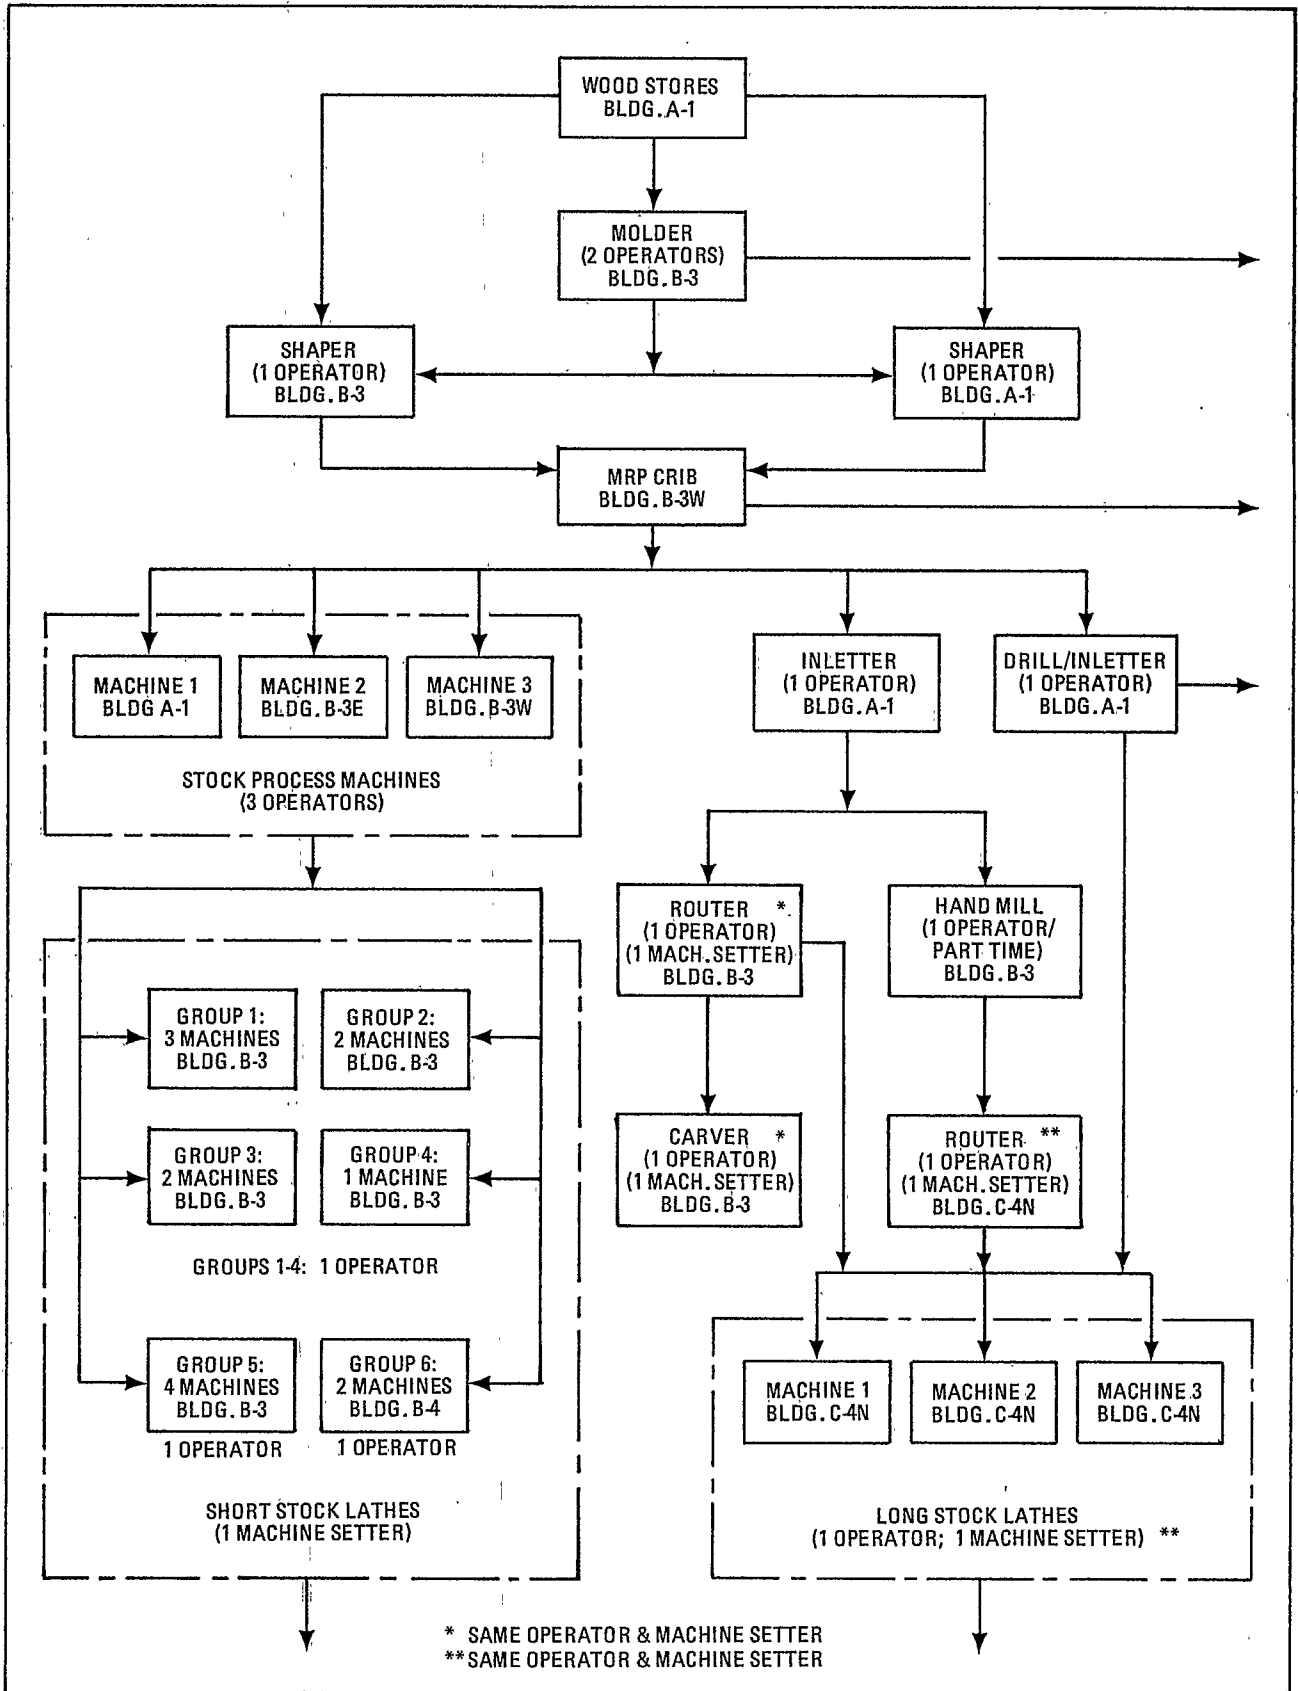 WOOD STORES
BLDG. A-1
MOLDER
(2 OPERATORS)
BLDG. B-3
SHAPER
(1 OPERATOR)
BLDG. B-3
SHAPER
(1 OPERATOR)
BLDG. A-1
MRP CRIB
BLDG. B-3W
MACHINE 1
BLDG A-1
MACHINE 2
BLDG. B-3E
MACHINE 3
BLDG. B-3W
STOCK PROCESS MACHINES
(3 OPERATORS)
INLETTER
(1 OPERATOR)
BLDG. A-1
DRILL/INLETTER
(1 OPERATOR)
BLDG. A-1
ROUTER *
(1 OPERATOR)
(1 MACH. SETTER)
BLDG. B-3
HAND MILL
(1 OPERATOR/
PART TIME)
BLDG. B-3
GROUP 1:
3 MACHINES
BLDG. B-3
GROUP 2:
2 MACHINES
BLDG. B-3
GROUP 3:
2 MACHINES
BLDG. B-3
GROUP 4:
1 MACHINE
BLDG. B-3
GROUPS 1-4: 1 OPERATOR
GROUP 5:
4 MACHINES
BLDG. B-3
1 OPERATOR
GROUP 6:
2 MACHINES
BLDG. B-4
1 OPERATOR
SHORT STOCK LATHES
(1 MACHINE SETTER)
CARVER *
(1 OPERATOR)
(1 MACH. SETTER)
BLDG. B-3
ROUTER **
(1 OPERATOR)
(1 MACH. SETTER)
BLDG. C-4N
MACHINE 1
BLDG. C-4N
MACHINE 2
BLDG. C-4N
MACHINE 3
BLDG. C-4N
LONG STOCK LATHES
(1 OPERATOR; 1 MACHINE SETTER) **
* SAME OPERATOR & MACHINE SETTER
** SAME OPERATOR & MACHINE SETTER